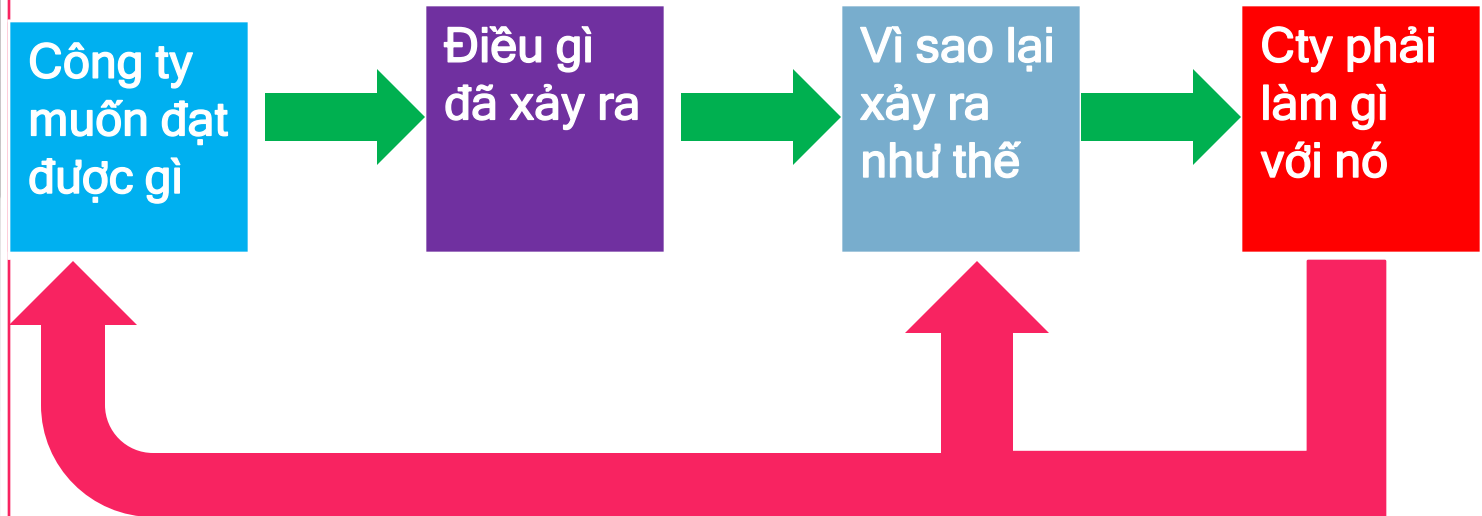 Công ty
muốn đạt
được gì
Điều gì
đã xảy ra
Vì sao lại
xảy ra
như thế
Cty phải
làm gì
với nó